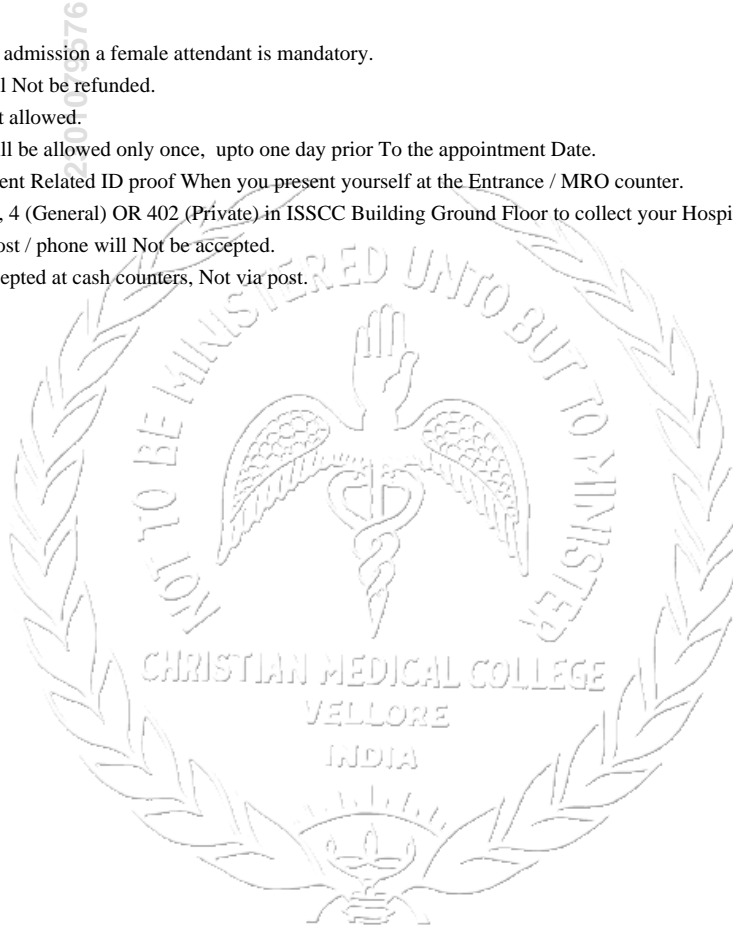 admission a female attendant is mandatory.
l Not be refunded.
t allowed.
ll be allowed only once, upto one day prior To the appointment Date.
ent Related ID proof When you present yourself at the Entrance / MRO counter.
, 4 (General) OR 402 (Private) in ISSCC Building Ground Floor to collect your Hospi
ost / phone will Not be accepted.
epted at cash counters, Not via post.
NOT TO BE MINISTERED UNTO BUT TO MINISTER
CHRISTIAN MEDICAL COLLEGE
VELLORE
INDIA